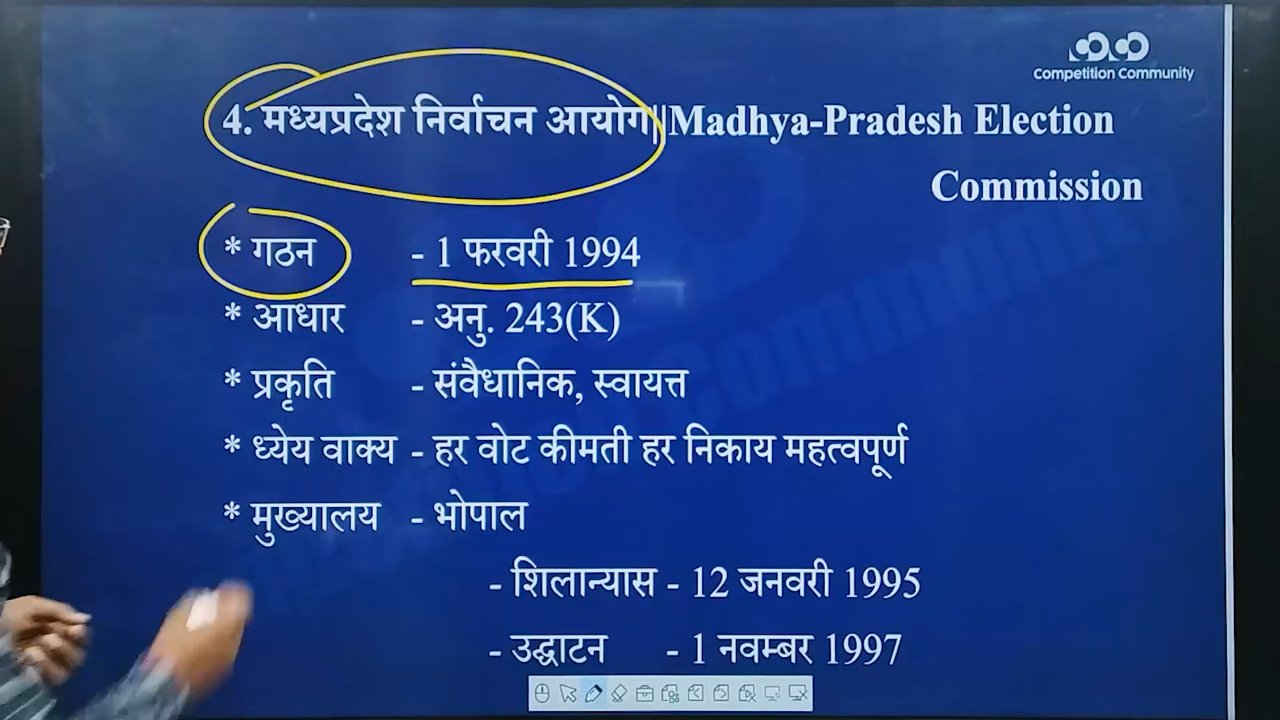 Competition Community
4. मध्यप्रदेश निर्वाचन आयोग||Madhya-Pradesh Election
Commission
* गठन - 1 फरवरी 1994
* आधार - अनु. 243(K)
* प्रकृति - संवैधानिक, स्वायत्त
* ध्येय वाक्य - हर वोट कीमती हर निकाय महत्वपूर्ण
* मुख्यालय - भोपाल
- शिलान्यास - 12 जनवरी 1995
- उद्घाटन - 1 नवम्बर 1997